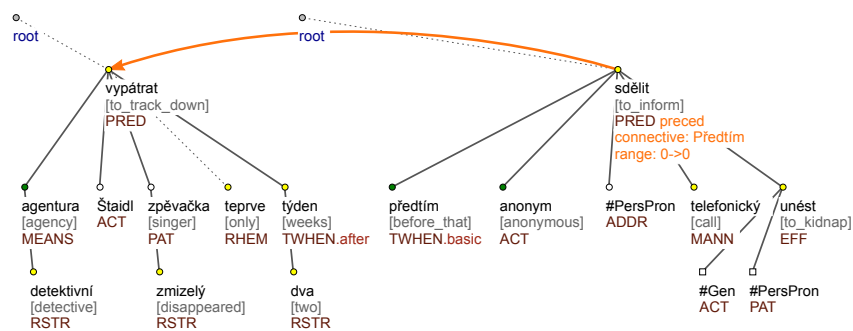 root
root
vypátrat
[to_track_down]
PRED
sdělit
[to_inform]
PRED preced
connective: Předtím
range: 0->0
agentura
[agency]
MEANS
Štaidl
ACT
zpěvačka
[singer]
PAT
teprve
[only]
RHEM
týden
[weeks]
TWHEN.after
předtím
[before_that]
TWHEN.basic
anonym
[anonymous]
ACT
#PersPron
ADDR
telefonický
[call]
MANN
unést
[to_kidnap]
EFF
detektivní
[detective]
RSTR
zmizelý
[disappeared]
RSTR
dva
[two]
RSTR
#Gen
ACT
#PersPron
PAT